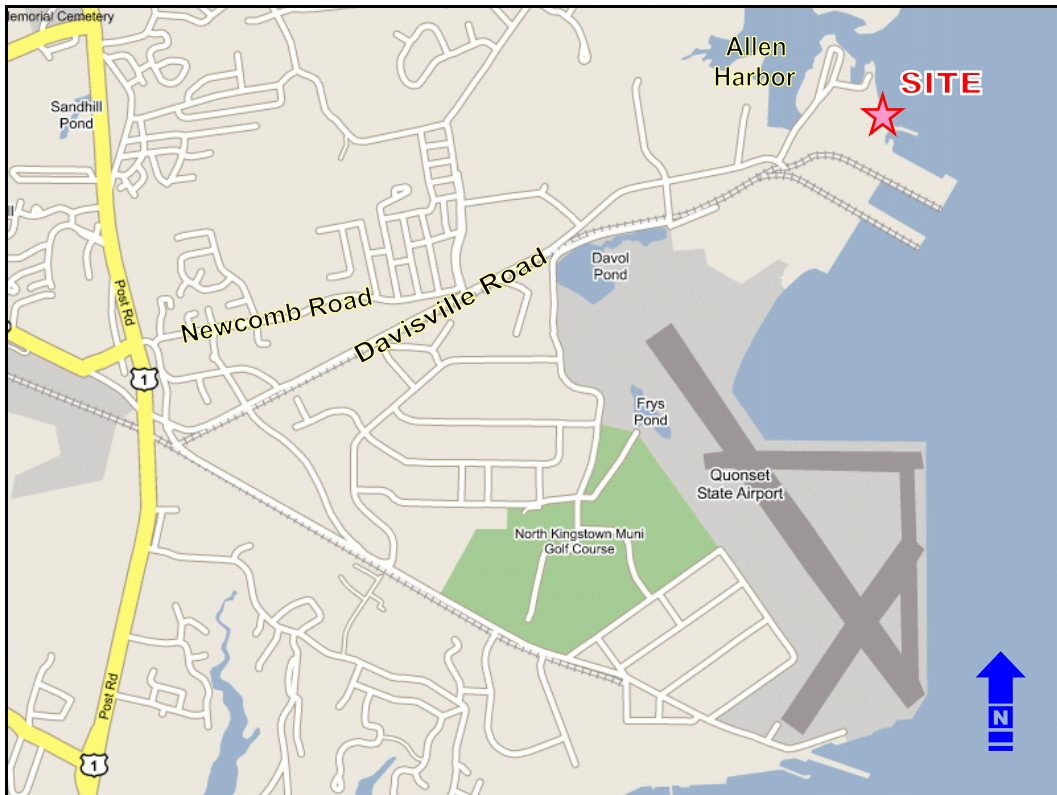 emorial Cemetery
Allen
Harbor
SITE
Sandhill
Pond
Davol
Pond
Post Rd
Newcomb Road
Davisville Road
1
Frys
Pond
Quonset
State Airport
North Kingstown Muni
Golf Course
Post Rd
N
1